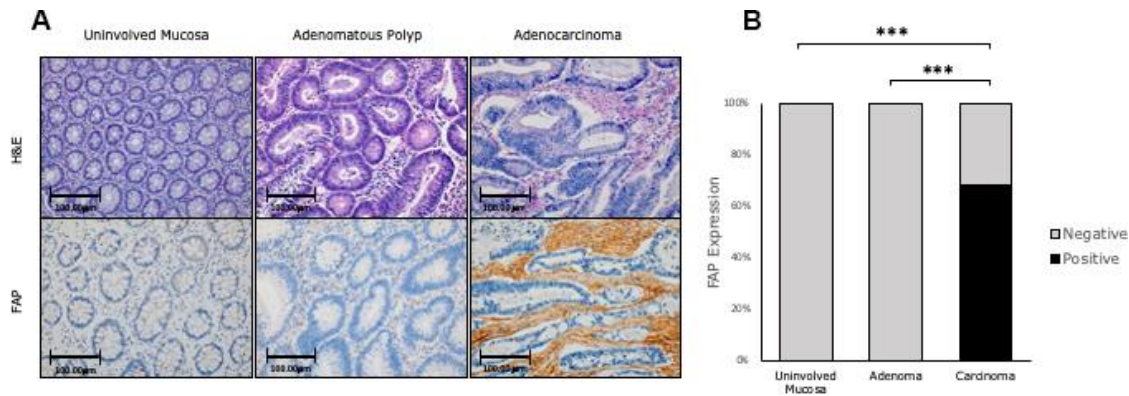 A
Uninvolved Mucosa
Adenomatous Polyp
Adenocarcinoma
H&E
100.00µm
100.00µm
100.00µm
FAP
100.00µm
100.00µm
100.00µm
B
***
***
100%
80%
60%
40%
20%
0%
FAP Expression
Uninvolved
Mucosa
Adenoma
Carcinoma
Negative
Positive